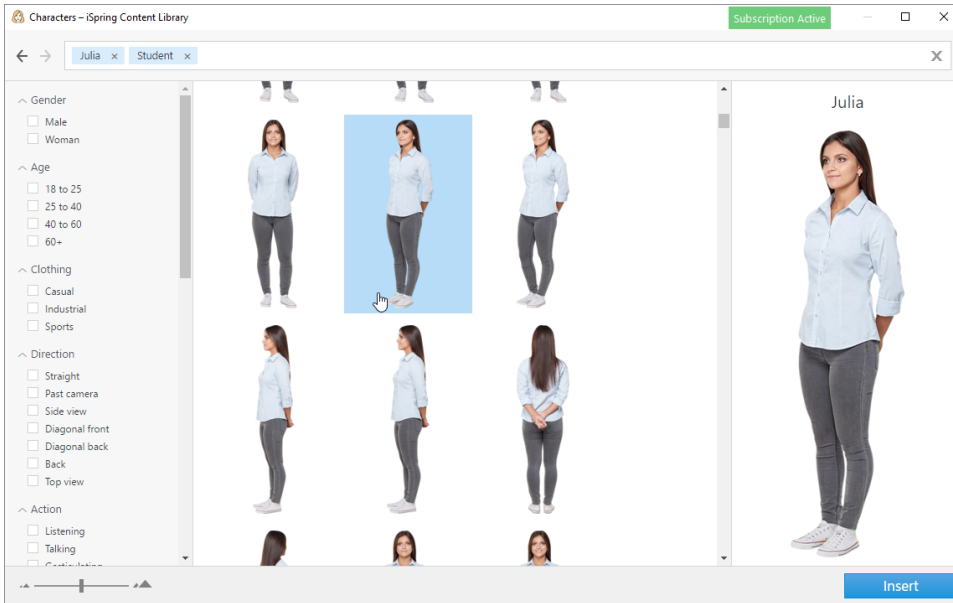 Characters – iSpring Content Library
Subscription Active
Julia
Student
Gender
Male
Woman
Age
18 to 25
25 to 40
40 to 60
60+
Clothing
Casual
Industrial
Sports
Direction
Straight
Past camera
Side view
Diagonal front
Diagonal back
Back
Top view
Action
Listening
Talking
Julia
Insert